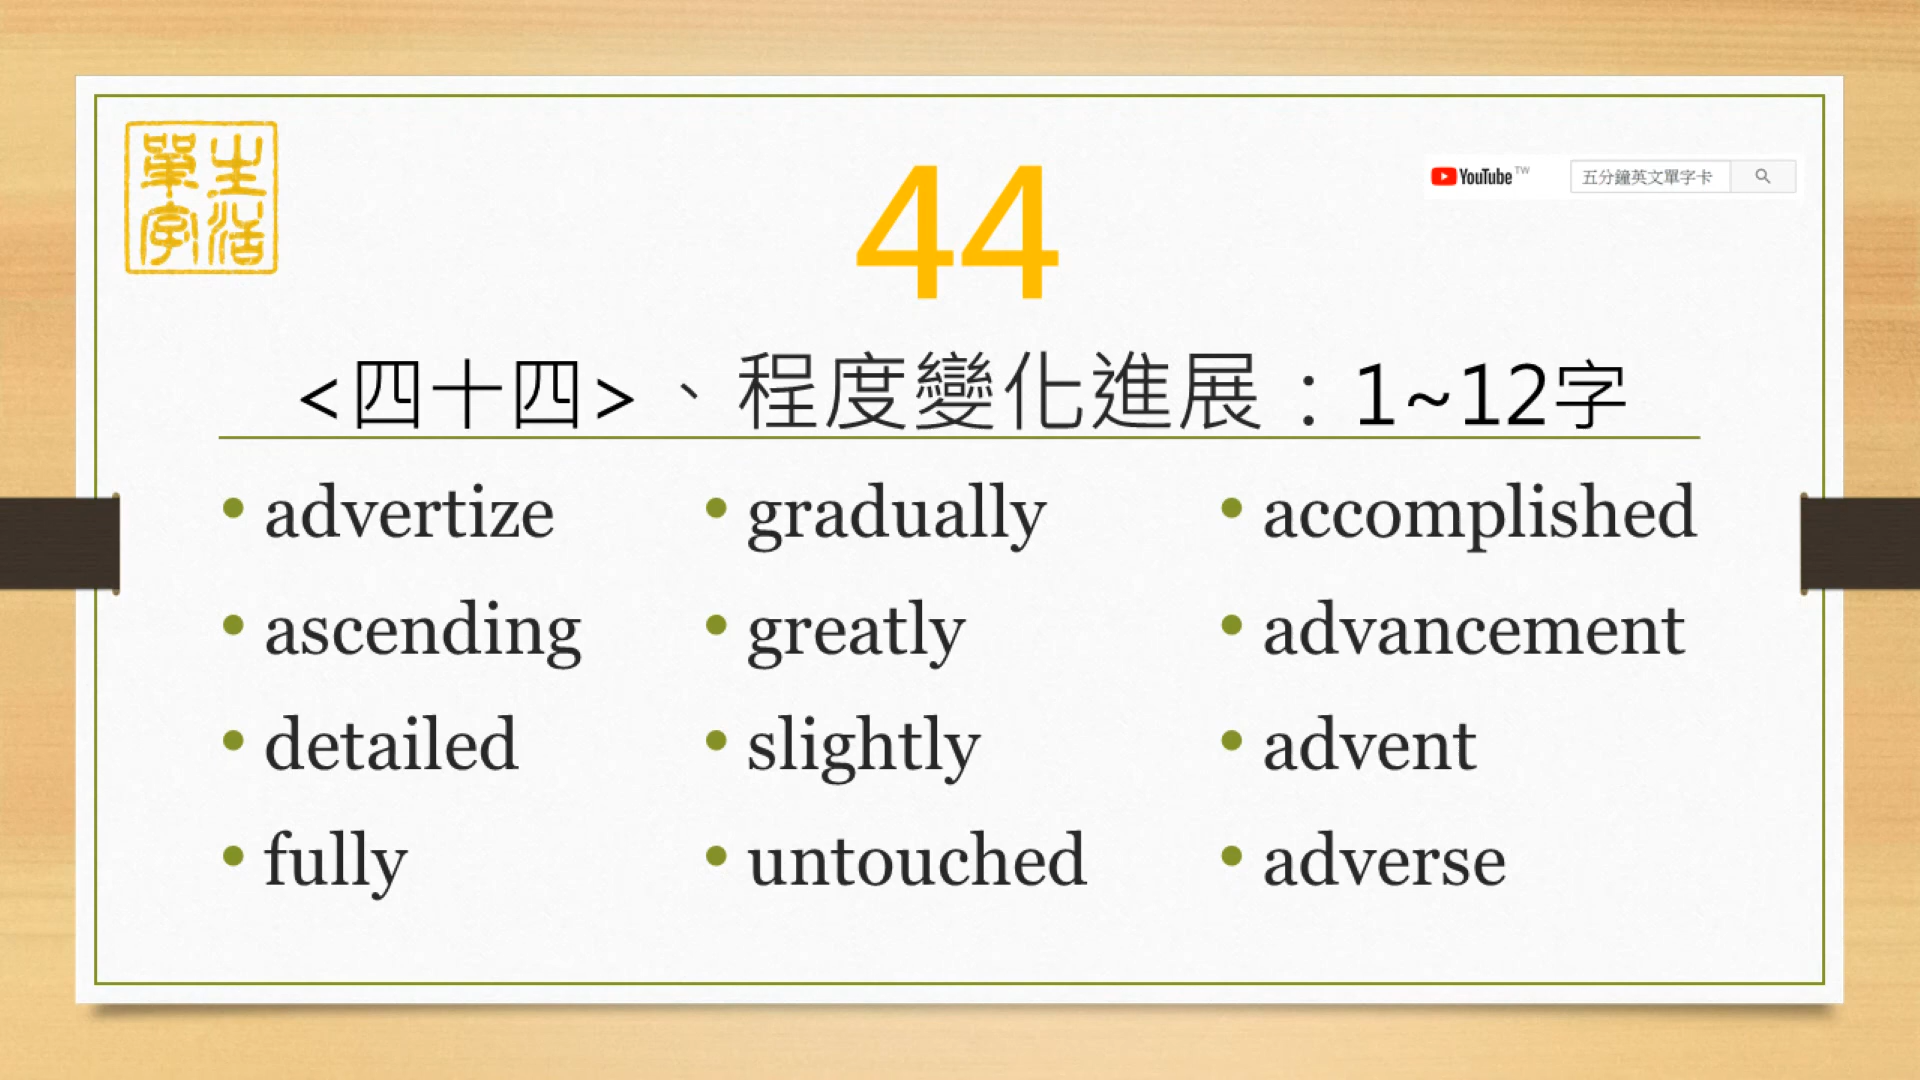 生活
單字
44
YouTube TW
五分鐘英文單字卡
<四十四>、程度變化進展：1~12字
advertize
ascending
detailed
fully
gradually
greatly
slightly
untouched
accomplished
advancement
advent
adverse